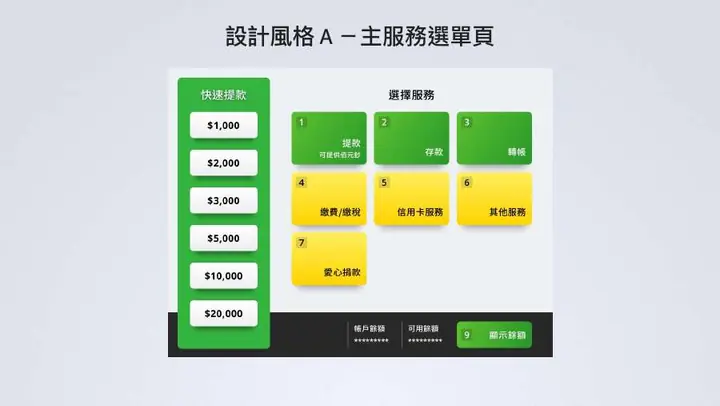 設計風格 A －主服務選單頁
快速提款
$1,000
$2,000
$3,000
$5,000
$10,000
$20,000
選擇服務
1
提款
可提供佰元鈔
2
存款
3
轉帳
4
繳費/繳稅
5
信用卡服務
6
其他服務
7
愛心捐款
帳戶餘額
*********
可用餘額
*********
9
顯示餘額